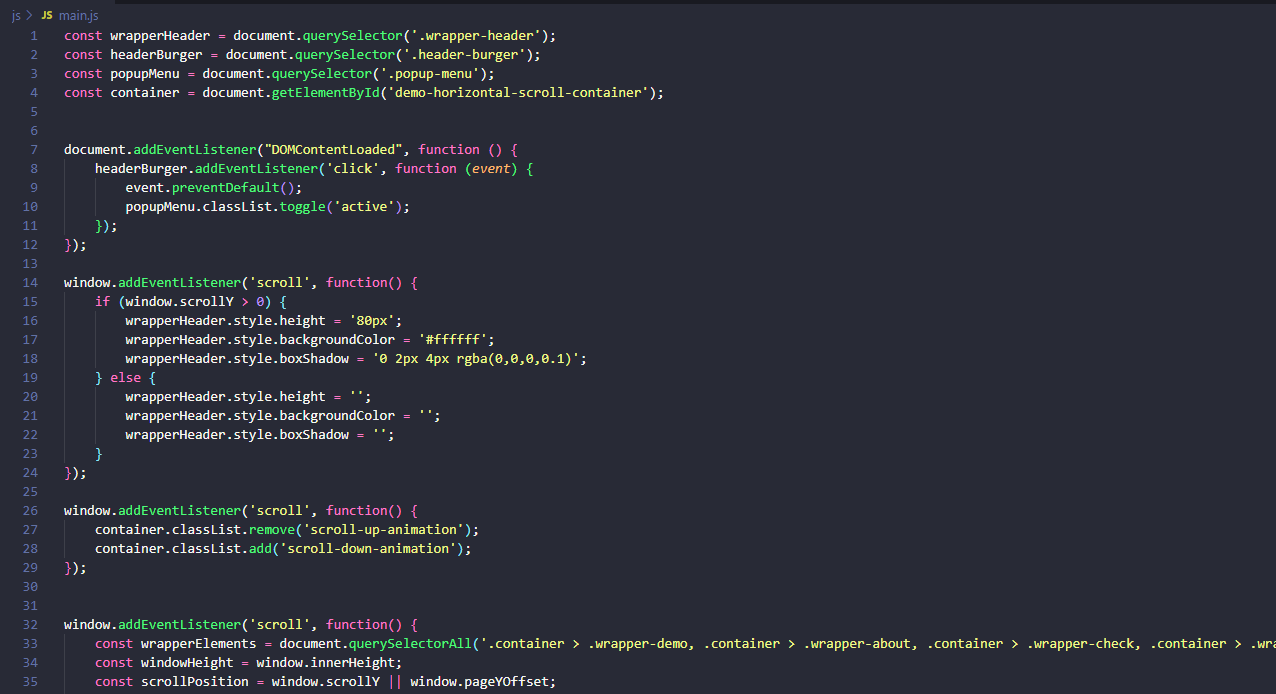 js > JS main.js
1 const wrapperHeader = document.querySelector('.wrapper-header');
2 const headerBurger = document.querySelector('.header-burger');
3 const popupMenu = document.querySelector('.popup-menu');
4 const container = document.getElementById('demo-horizontal-scroll-container');
5
6
7 document.addEventListener("DOMContentLoaded", function () {
8     headerBurger.addEventListener('click', function (event) {
9         event.preventDefault();
10         popupMenu.classList.toggle('active');
11     });
12 });
13
14 window.addEventListener('scroll', function() {
15     if (window.scrollY > 0) {
16         wrapperHeader.style.height = '80px';
17         wrapperHeader.style.backgroundColor = '#ffffff';
18         wrapperHeader.style.boxShadow = '0 2px 4px rgba(0,0,0,0.1)';
19     } else {
20         wrapperHeader.style.height = '';
21         wrapperHeader.style.backgroundColor = '';
22         wrapperHeader.style.boxShadow = '';
23     }
24 });
25
26 window.addEventListener('scroll', function() {
27     container.classList.remove('scroll-up-animation');
28     container.classList.add('scroll-down-animation');
29 });
30
31
32 window.addEventListener('scroll', function() {
33     const wrapperElements = document.querySelectorAll('.container > .wrapper-demo, .container > .wrapper-about, .container > .wrapper-check, .container > .wra
34     const windowHeight = window.innerHeight;
35     const scrollPosition = window.scrollY || window.pageYOffset;